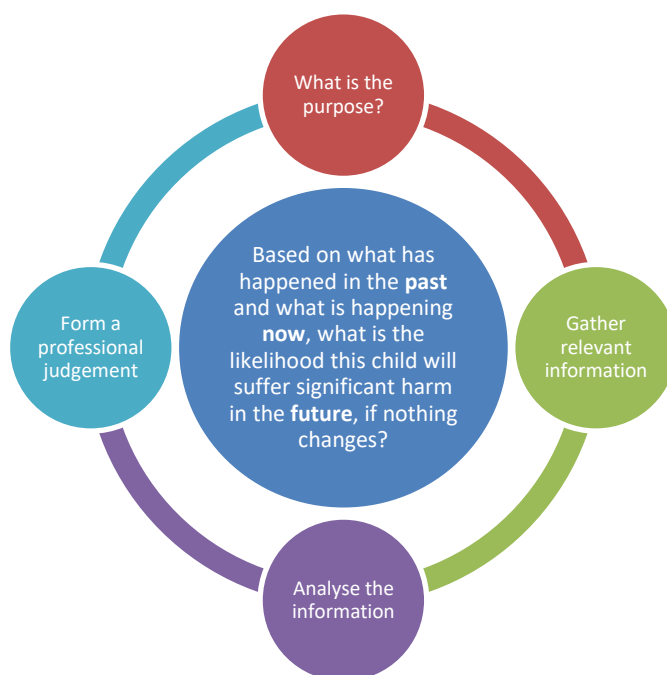 What is the
purpose?
Based on what has
happened in the past
and what is happening
now, what is the
likelihood this child will
suffer significant harm
in the future, if nothing
changes?
Gather
relevant
information
Analyse the
information
Form a
professional
judgement